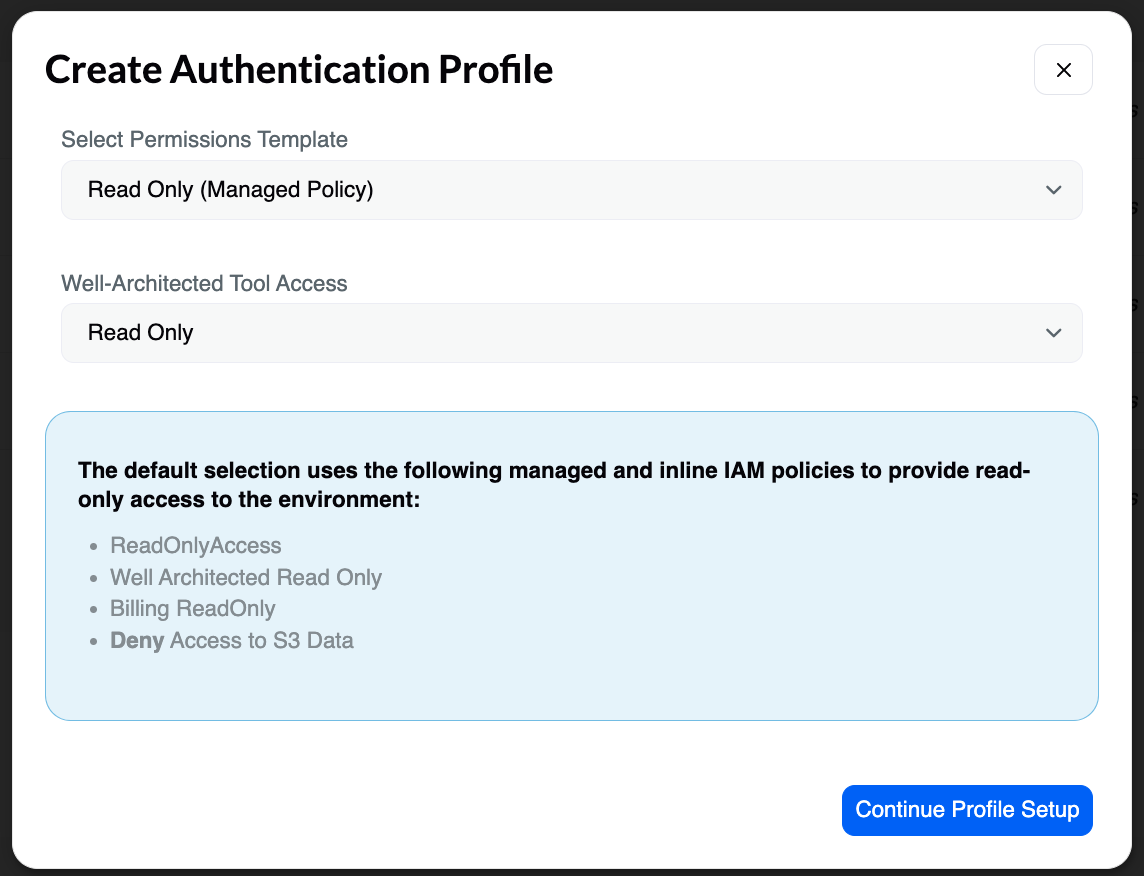 Create Authentication Profile
Select Permissions Template
Read Only (Managed Policy)
Well-Architected Tool Access
Read Only
The default selection uses the following managed and inline IAM policies to provide read-
only access to the environment:
• ReadOnlyAccess
• Well Architected Read Only
• Billing ReadOnly
• Deny Access to S3 Data
Continue Profile Setup